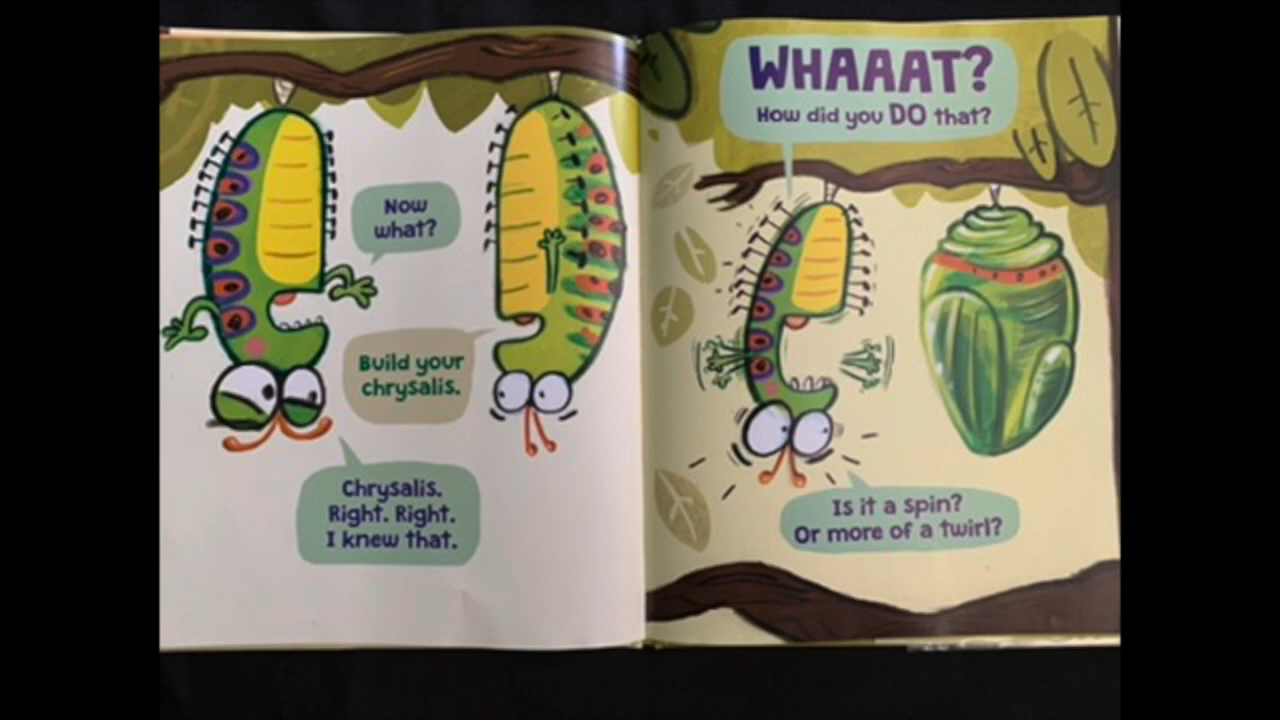 Now
what?
Build your
chrysalis.
Chrysalis.
Right. Right.
I knew that.
WHAAAT?
How did you DO that?
Is it a spin?
Or more of a twirl?